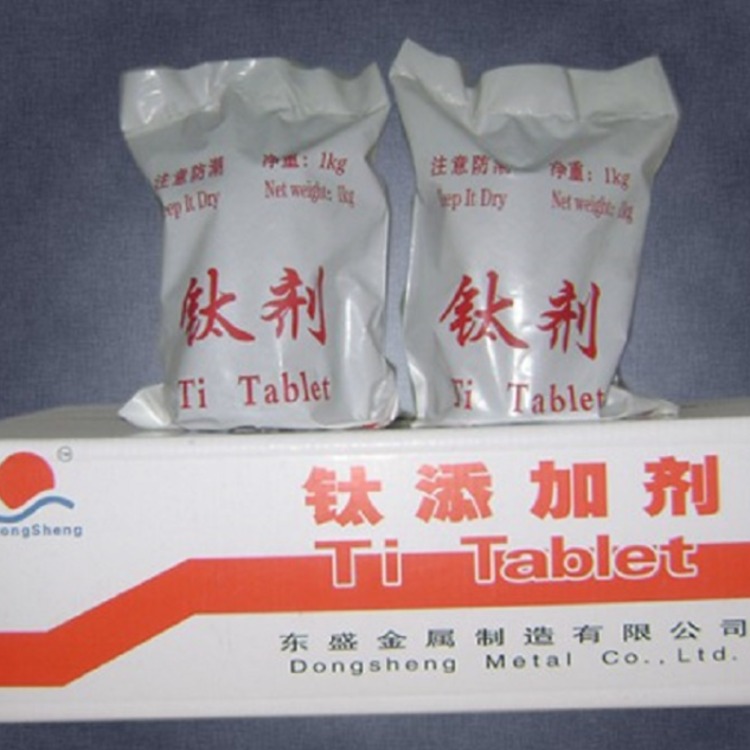 注意防潮 净重：1kg
Keep It Dry Net weight: 1kg
钛剂
Ti Tablet
注意防潮 净重：1kg
Keep It Dry Net weight: 1kg
钛剂
Ti Tablet
TM
DongSheng
钛添加剂
Ti Tablet
东盛金属制造有限公司
Dongsheng Metal Co.,Ltd.